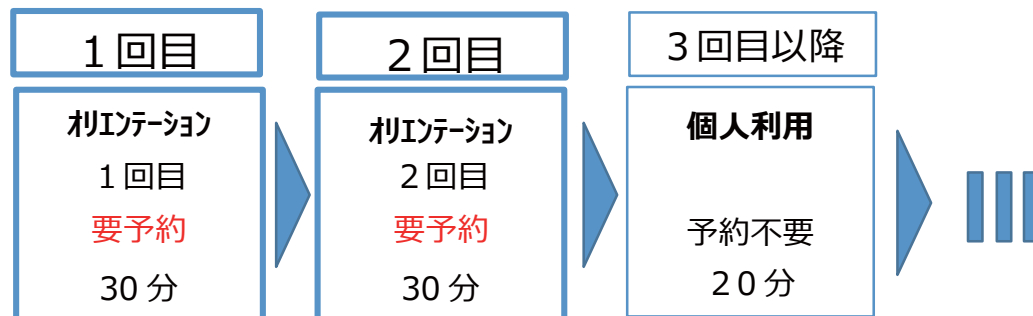 １回目
オリエンテーション
１回目
要予約
30 分
２回目
オリエンテーション
２回目
要予約
30 分
３回目以降
個人利用
予約不要
２０分